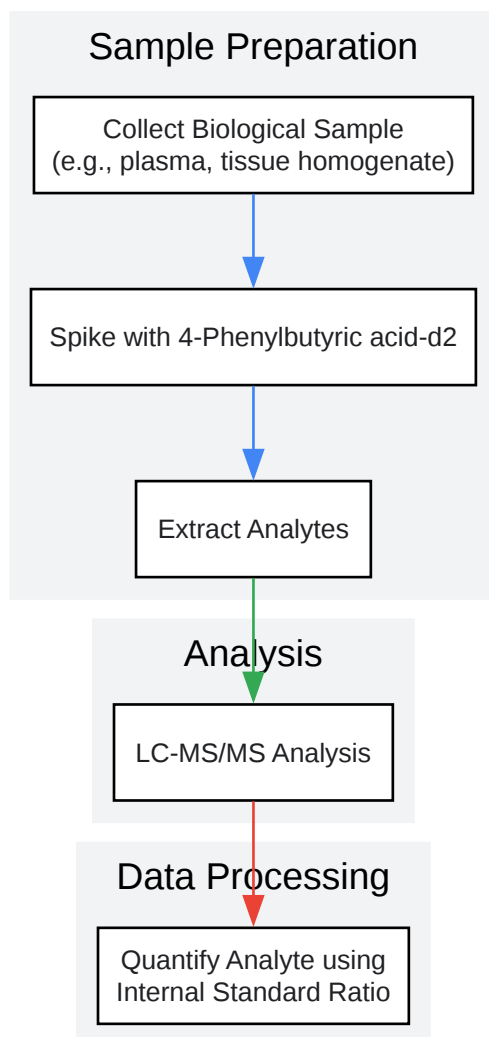 Sample Preparation
Collect Biological Sample
(e.g., plasma, tissue homogenate)
Spike with 4-Phenylbutyric acid-d2
Extract Analytes
Analysis
LC-MS/MS Analysis
Data Processing
Quantify Analyte using
Internal Standard Ratio